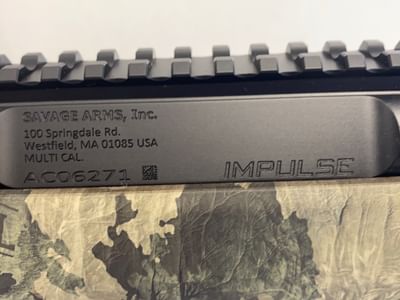 SAVAGE ARMS, Inc.
100 Springdale Rd.
Westfield, MA 01085 USA
MULTI CAL.
AC06271
IMPULSE